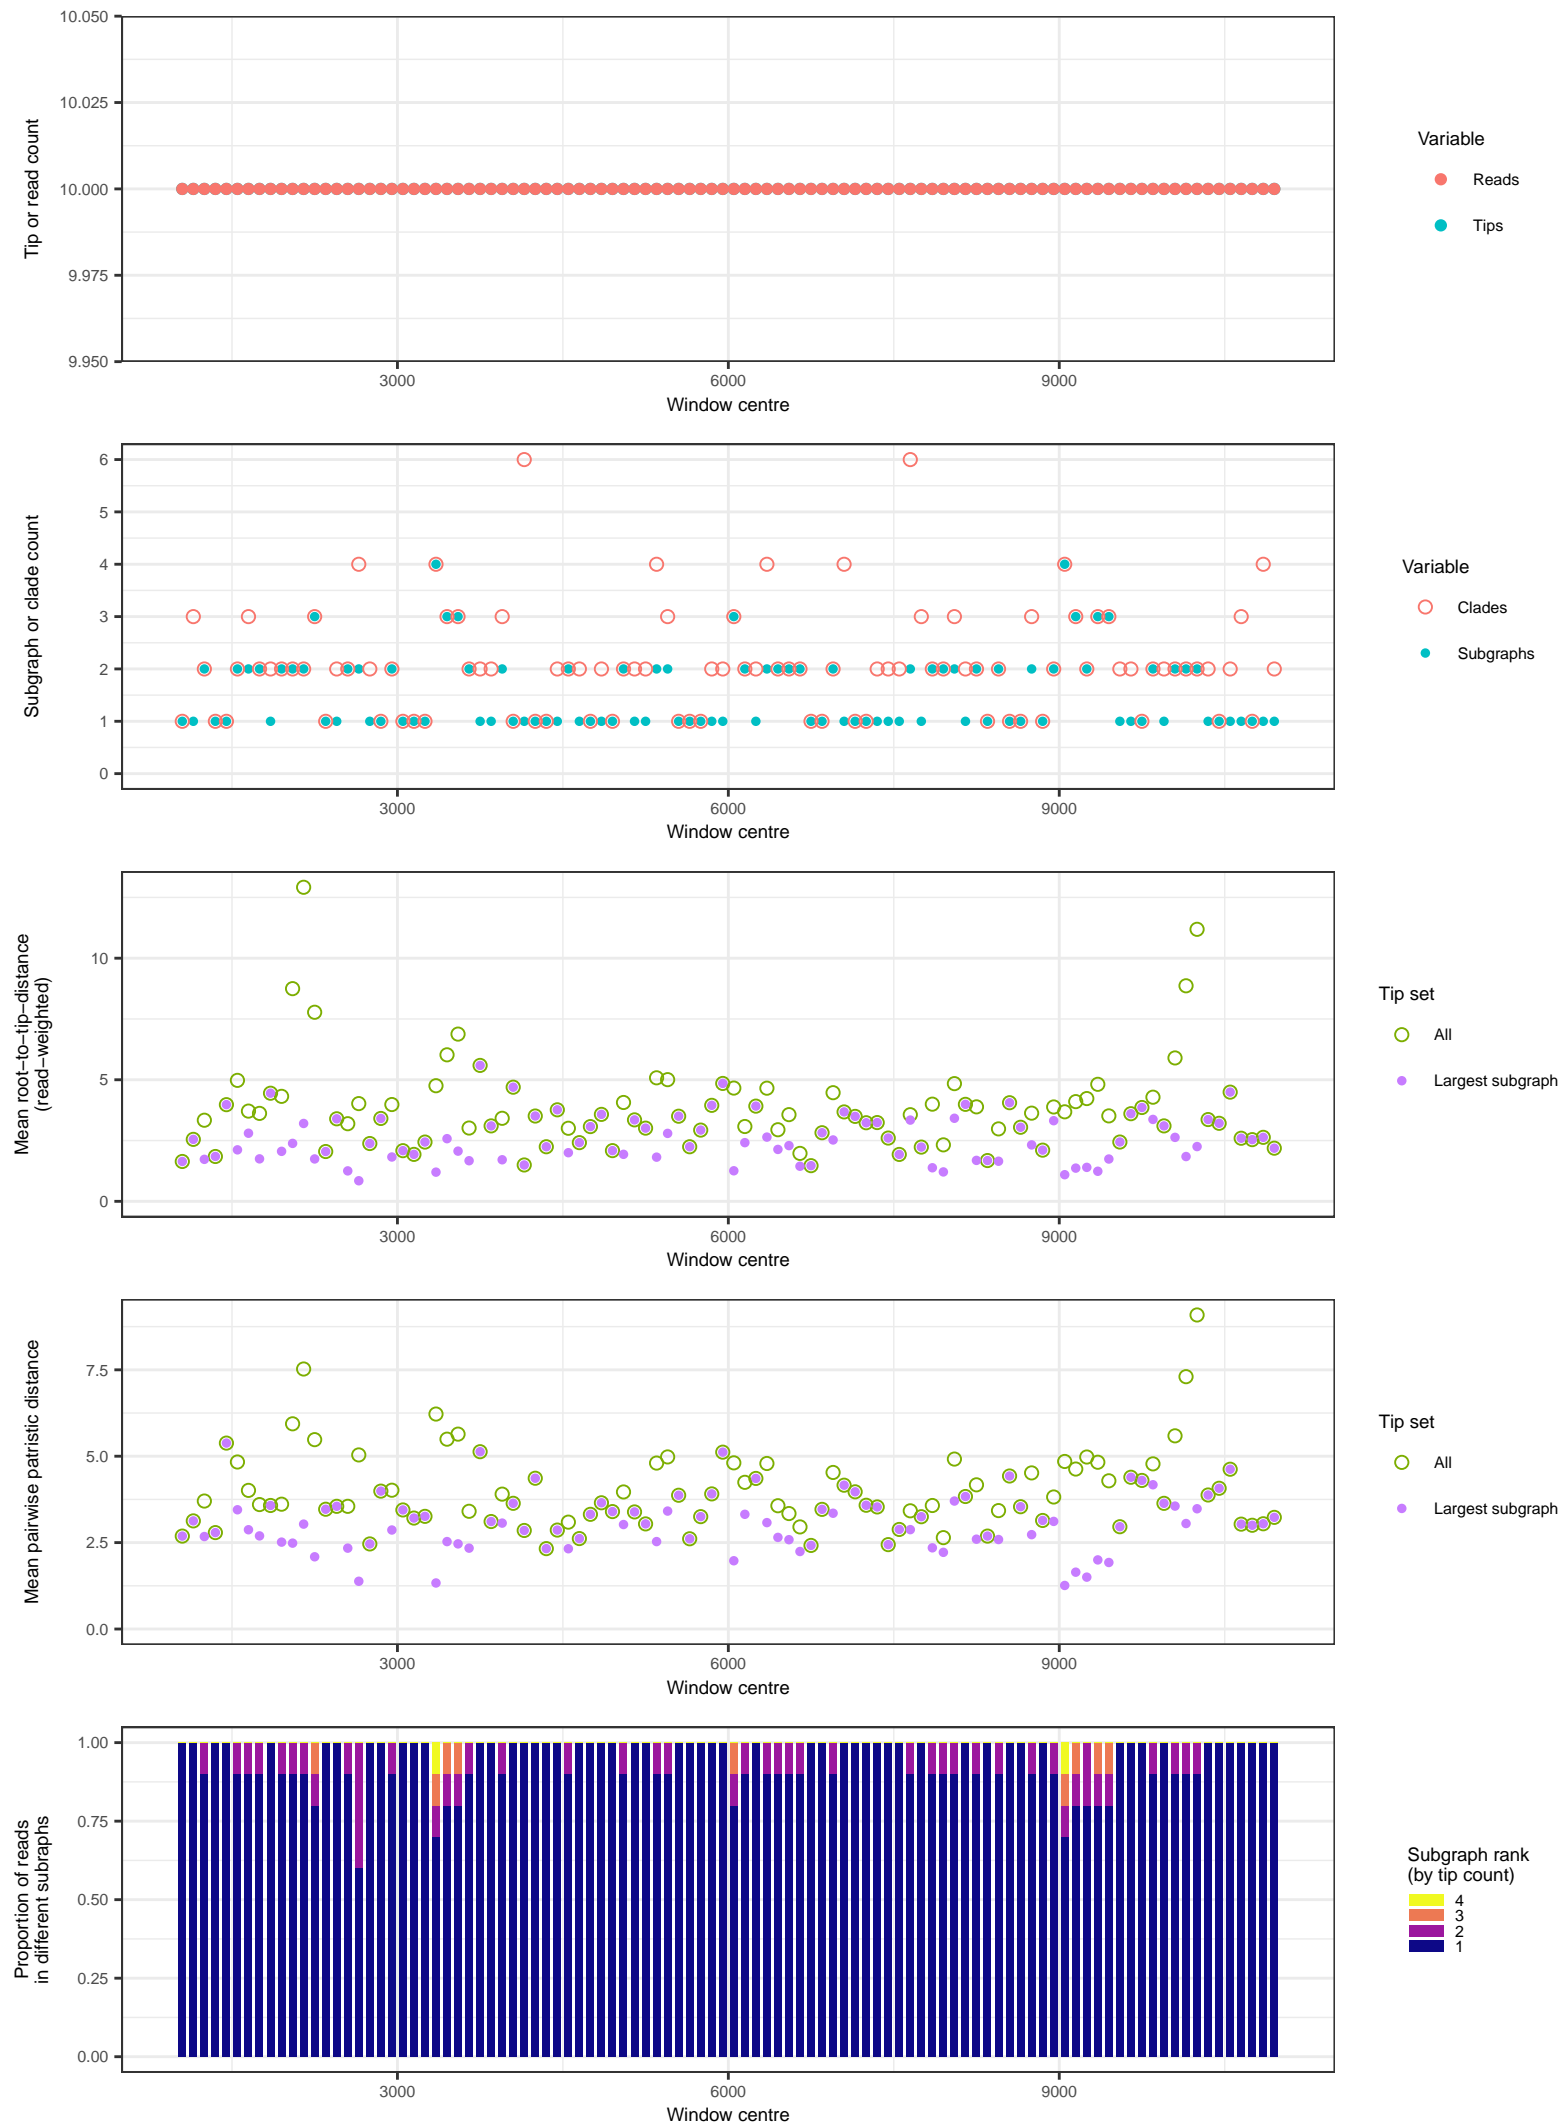 10.050
10.025
10.000
9.975
9.950
Tip or read count
3000 6000 9000
Window centre
Variable
Reads
Tips
6
5
4
3
2
1
0
Subgraph or clade count
3000 6000 9000
Window centre
Variable
Clades
Subgraphs
10
5
0
Mean root−to−tip−distance
(read−weighted)
3000 6000 9000
Window centre
Tip set
All
Largest subgraph
7.5
5.0
2.5
0.0
Mean pairwise patristic distance
3000 6000 9000
Window centre
Tip set
All
Largest subgraph
1.00
0.75
0.50
0.25
0.00
Proportion of reads
in different subraphs
3000 6000 9000
Window centre
Subgraph rank
(by tip count)
4
3
2
1